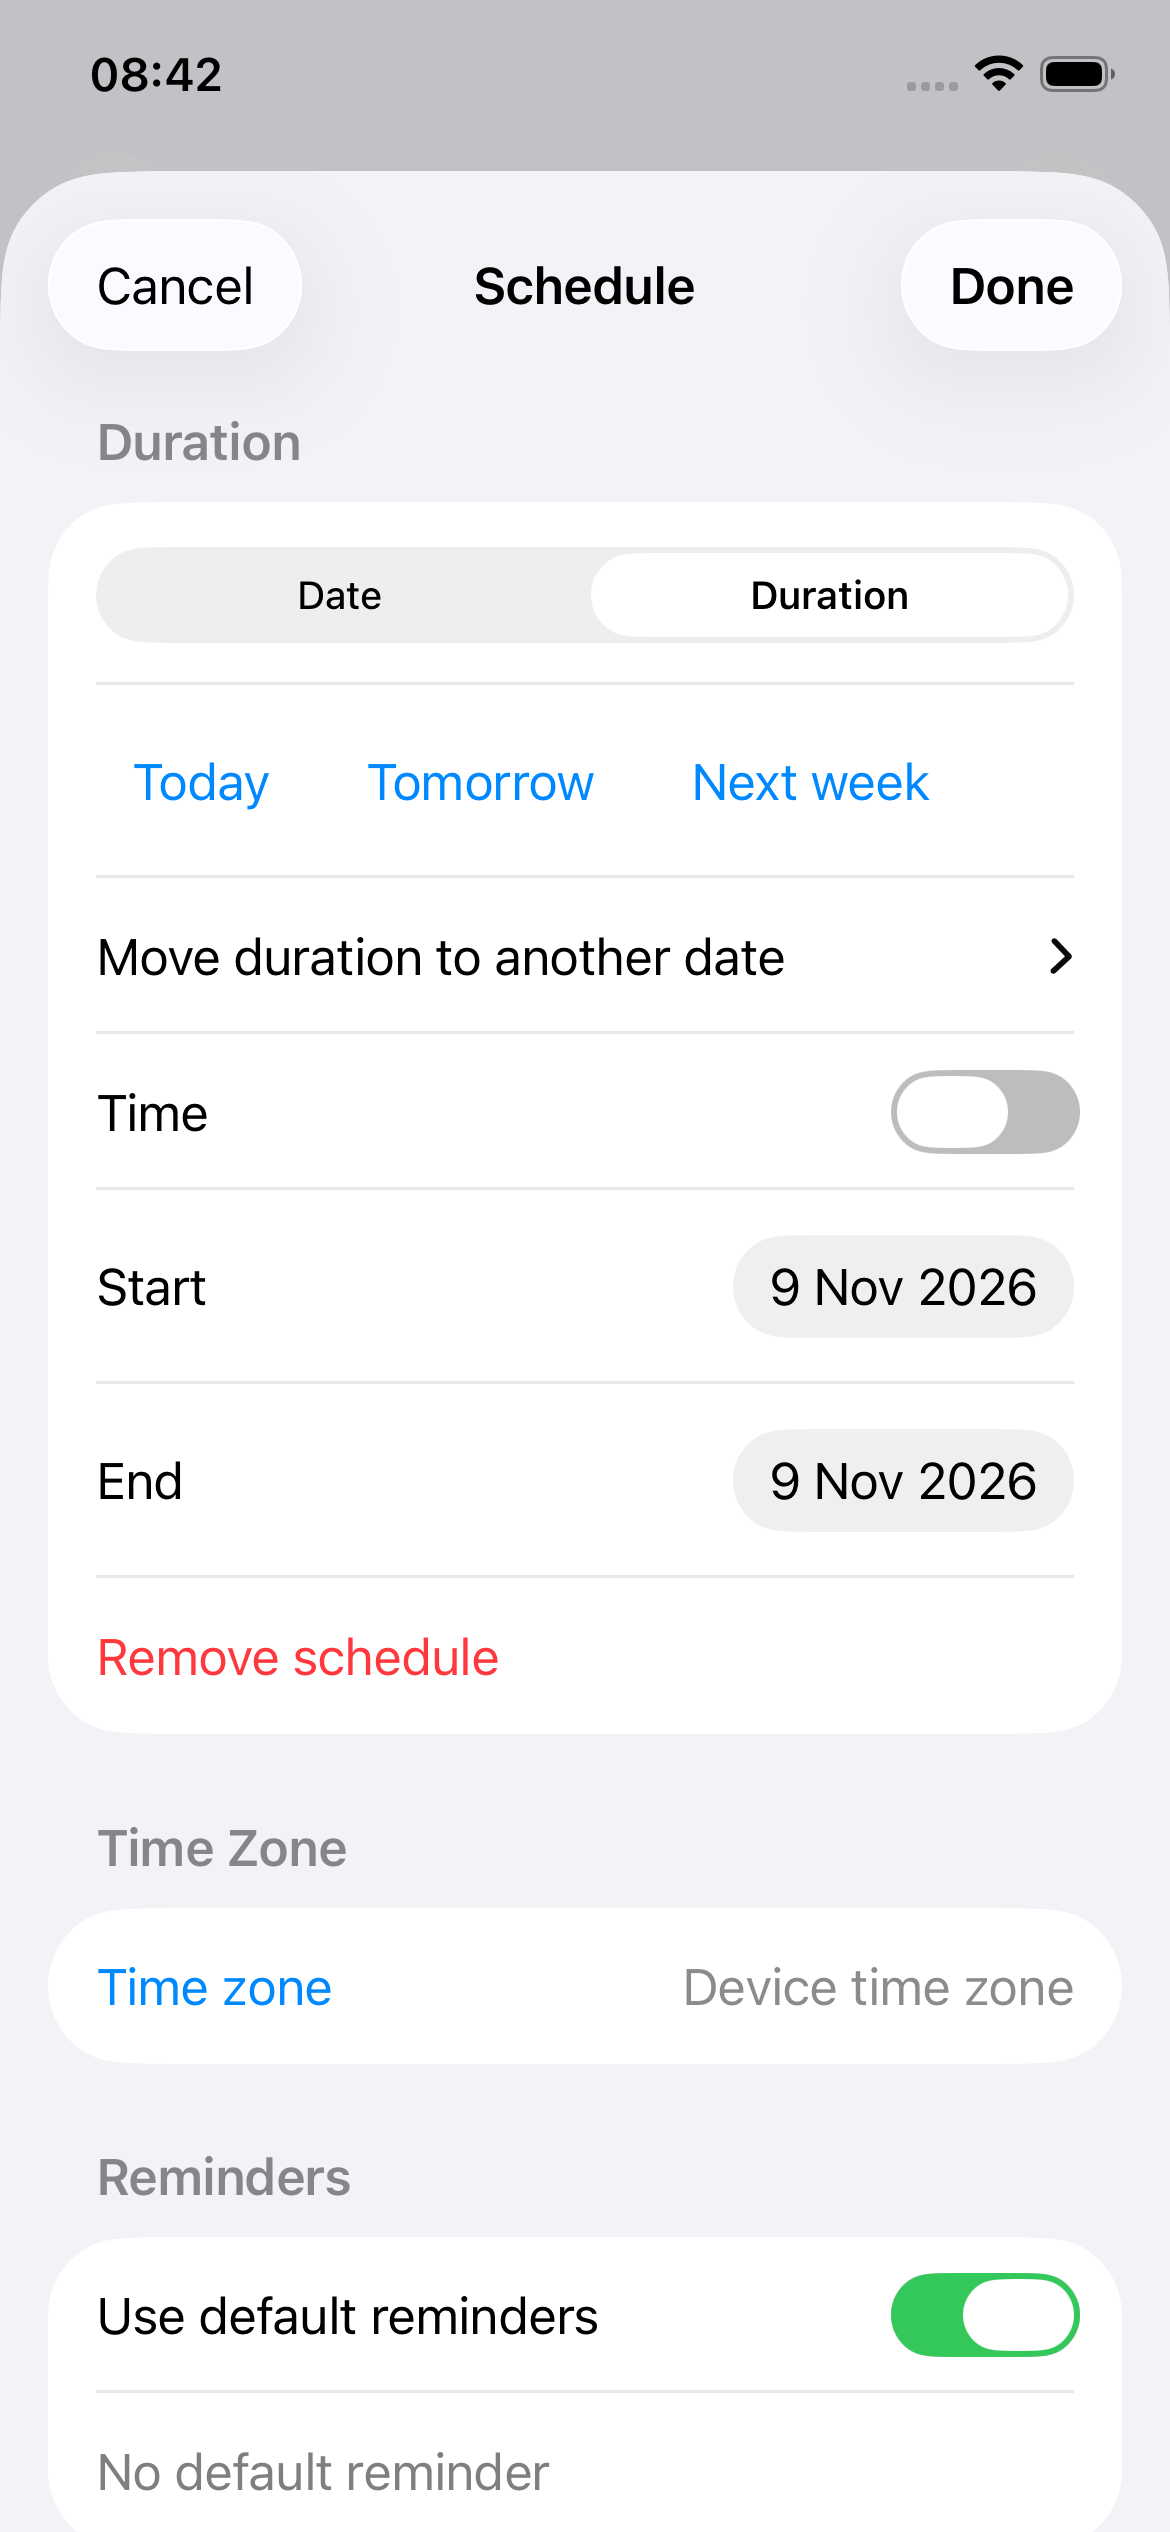 08:42
Cancel
Schedule
Done
Duration
Date
Duration
Today
Tomorrow
Next week
Move duration to another date
Time
Start
9 Nov 2026
End
9 Nov 2026
Remove schedule
Time Zone
Time zone
Device time zone
Reminders
Use default reminders
No default reminder